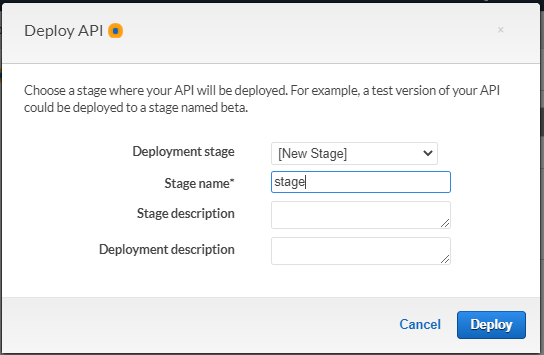 Deploy API
×
Choose a stage where your API will be deployed. For example, a test version of your API
could be deployed to a stage named beta.
Deployment stage [New Stage]
Stage name* stage
Stage description
Deployment description
Cancel Deploy